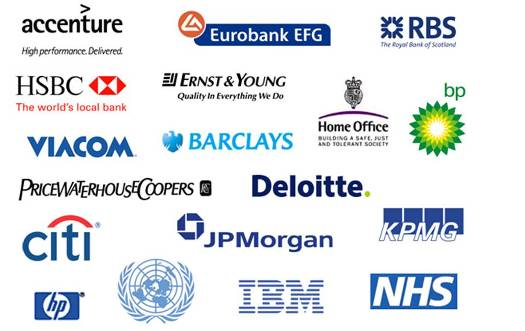 accenture
High performance. Delivered.
Eurobank EFG
RBS
The Royal Bank of Scotland
HSBC
The world's local bank
ERNST & YOUNG
Quality In Everything We Do
Home Office
BUILDING A SAFE, JUST
AND TOLERANT SOCIETY
bp
VIACOM
BARCLAYS
PRICEWATERHOUSECOOPERS
Deloitte.
citi
JPMorgan
KPMG
hp
IBM
NHS